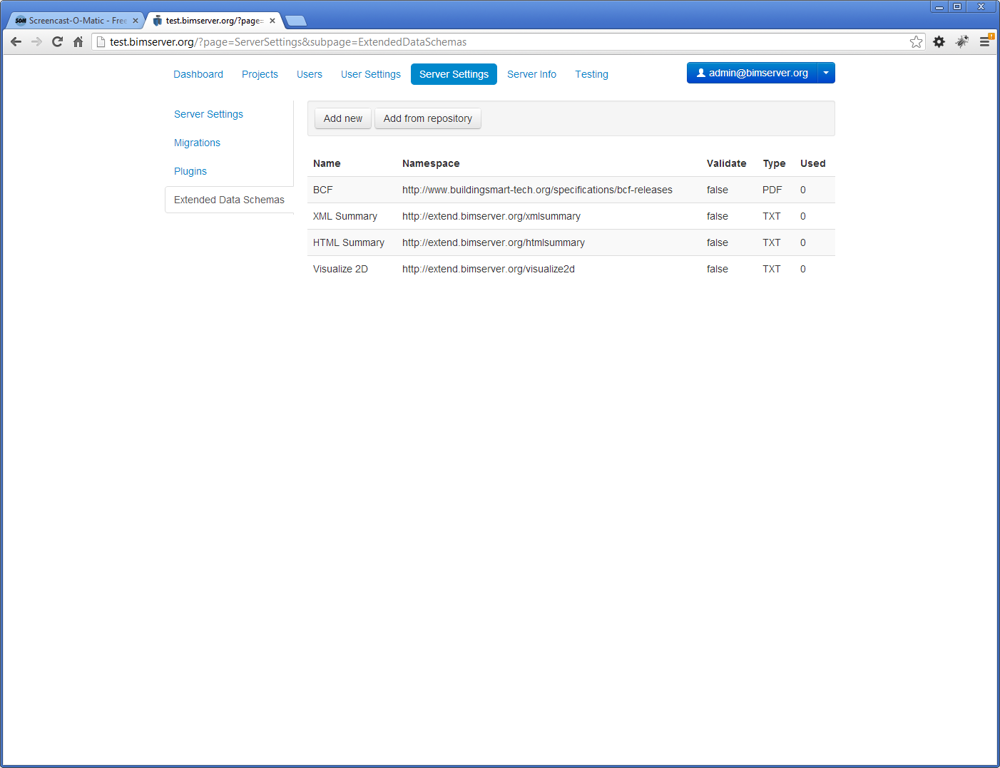 SOM Screencast-O-Matic - Free test.bimserver.org/?page=
test.bimserver.org/?page=ServerSettings&subpage=ExtendedDataSchemas
Dashboard Projects Users User Settings Server Settings Server Info Testing admin@bimserver.org
Server Settings
Migrations
Plugins
Extended Data Schemas
Add new Add from repository
Name Namespace Validate Type Used
BCF http://www.buildingsmart-tech.org/specifications/bcf-releases false PDF 0
XML Summary http://extend.bimserver.org/xmlsummary false TXT 0
HTML Summary http://extend.bimserver.org/htmlsummary false TXT 0
Visualize 2D http://extend.bimserver.org/visualize2d false TXT 0